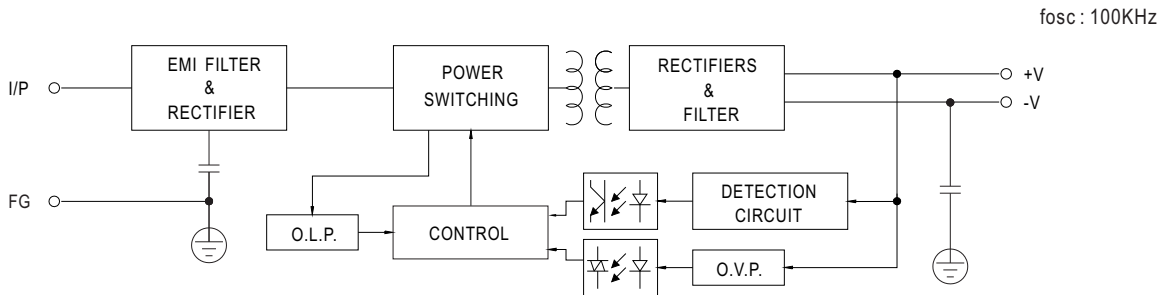 fosc : 100KHz
I/P
EMI FILTER
&
RECTIFIER
POWER
SWITCHING
RECTIFIERS
&
FILTER
+V
-V
FG
O.L.P.
CONTROL
DETECTION
CIRCUIT
O.V.P.